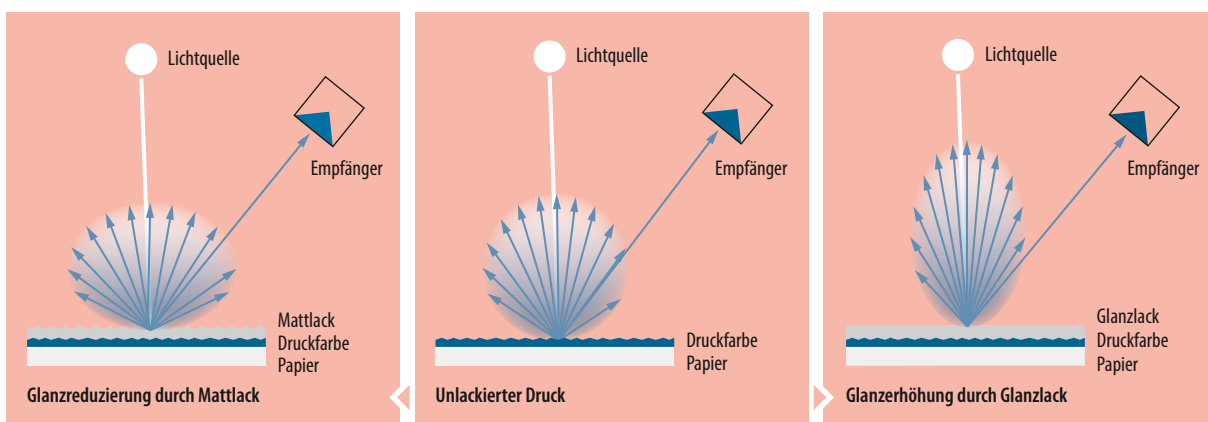 Lichtquelle
Empfänger
Mattlack
Druckfarbe
Papier
Glanzreduzierung durch Mattlack
Lichtquelle
Empfänger
Druckfarbe
Papier
Unlackierter Druck
Lichtquelle
Empfänger
Glanzlack
Druckfarbe
Papier
Glanzerhöhung durch Glanzlack